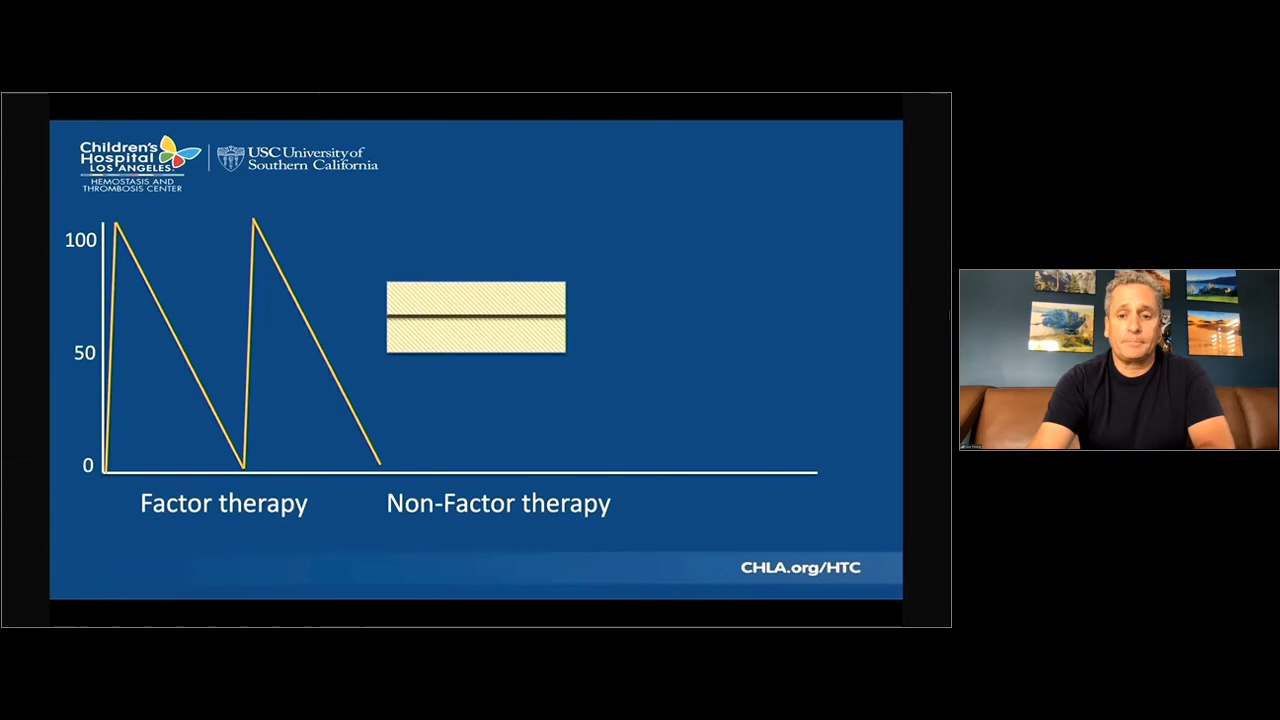 Children's
Hospital
LOS ANGELES
HEMOSTASIS AND
THROMBOSIS CENTER
USC University of
Southern California
100
50
0
Factor therapy
Non-Factor therapy
CHLA.org/HTC